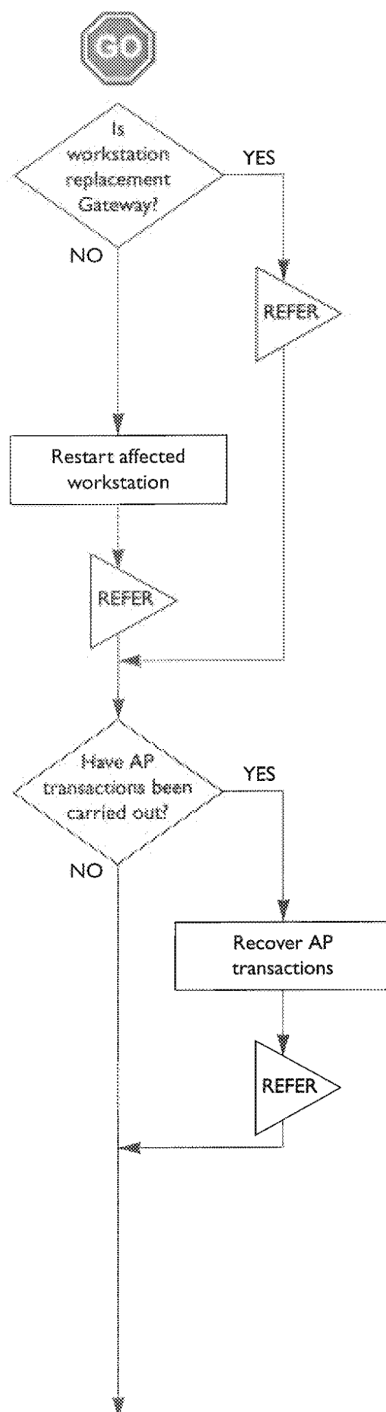 GO
Is
workstation
replacement
Gateway?
YES
NO
REFER
Restart affected
workstation
REFER
Have AP
transactions been
carried out?
YES
NO
Recover AP
transactions
REFER